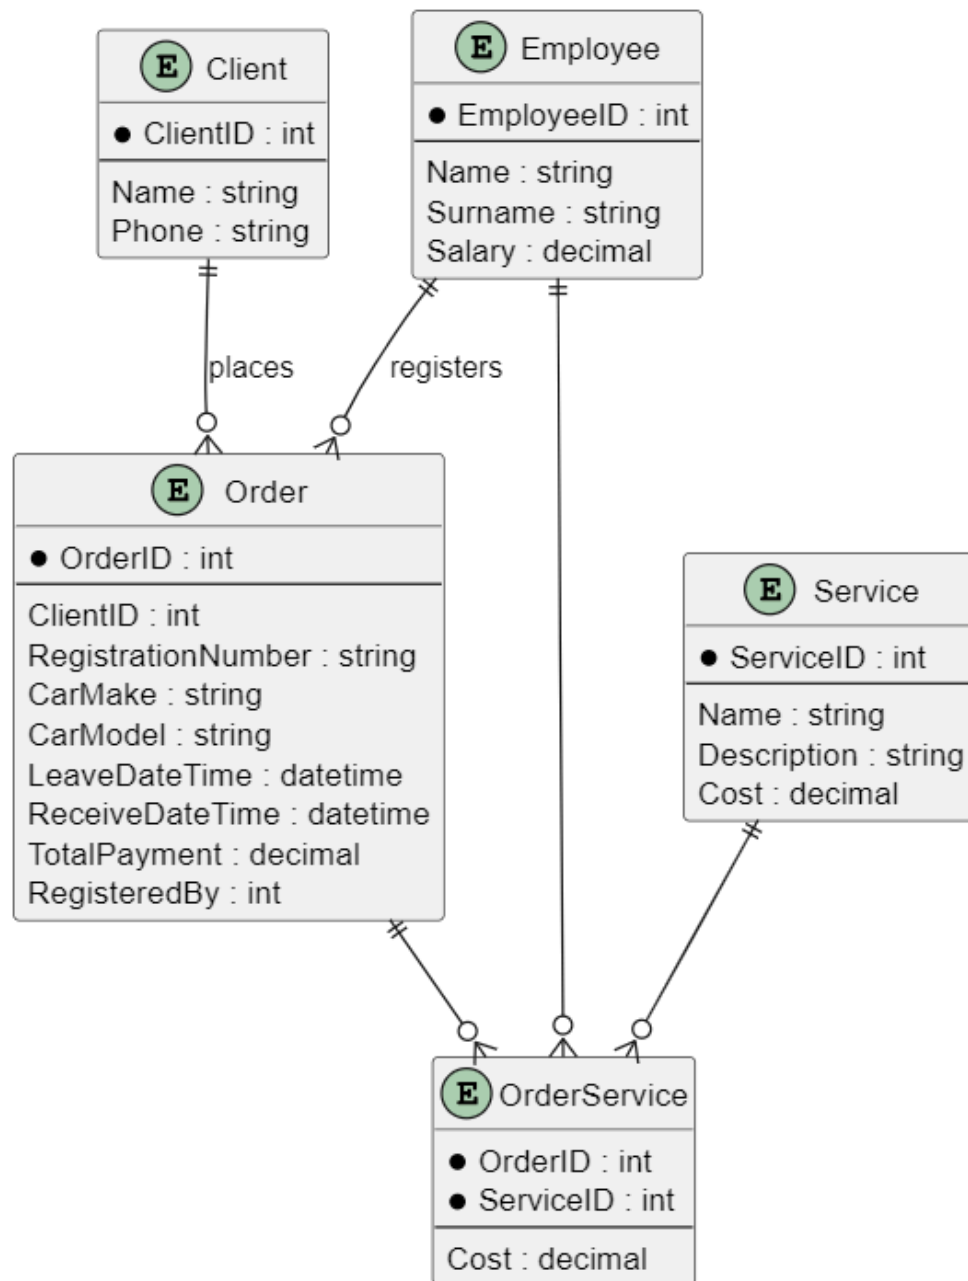 E Client
ClientID : int
Name : string
Phone : string
E Employee
EmployeeID : int
Name : string
Surname : string
Salary : decimal
places
registers
E Order
OrderID : int
ClientID : int
RegistrationNumber : string
CarMake : string
CarModel : string
LeaveDateTime : datetime
ReceiveDateTime : datetime
TotalPayment : decimal
RegisteredBy : int
E Service
ServiceID : int
Name : string
Description : string
Cost : decimal
E OrderService
OrderID : int
ServiceID : int
Cost : decimal